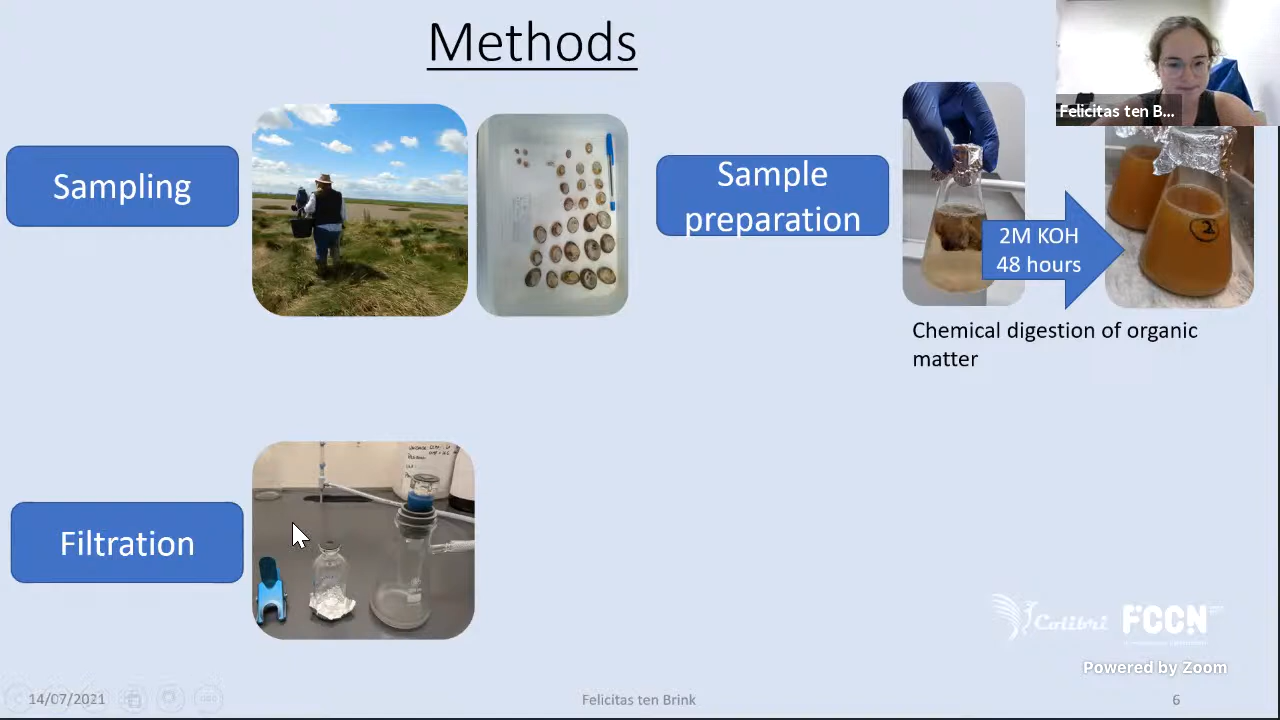 Methods
Felicitas ten B...
Sampling
Sample
preparation
2M KOH
48 hours
2
Chemical digestion of organic
matter
Filtration
Colibri FCCN
Powered by Zoom
14/07/2021
Felicitas ten Brink
6